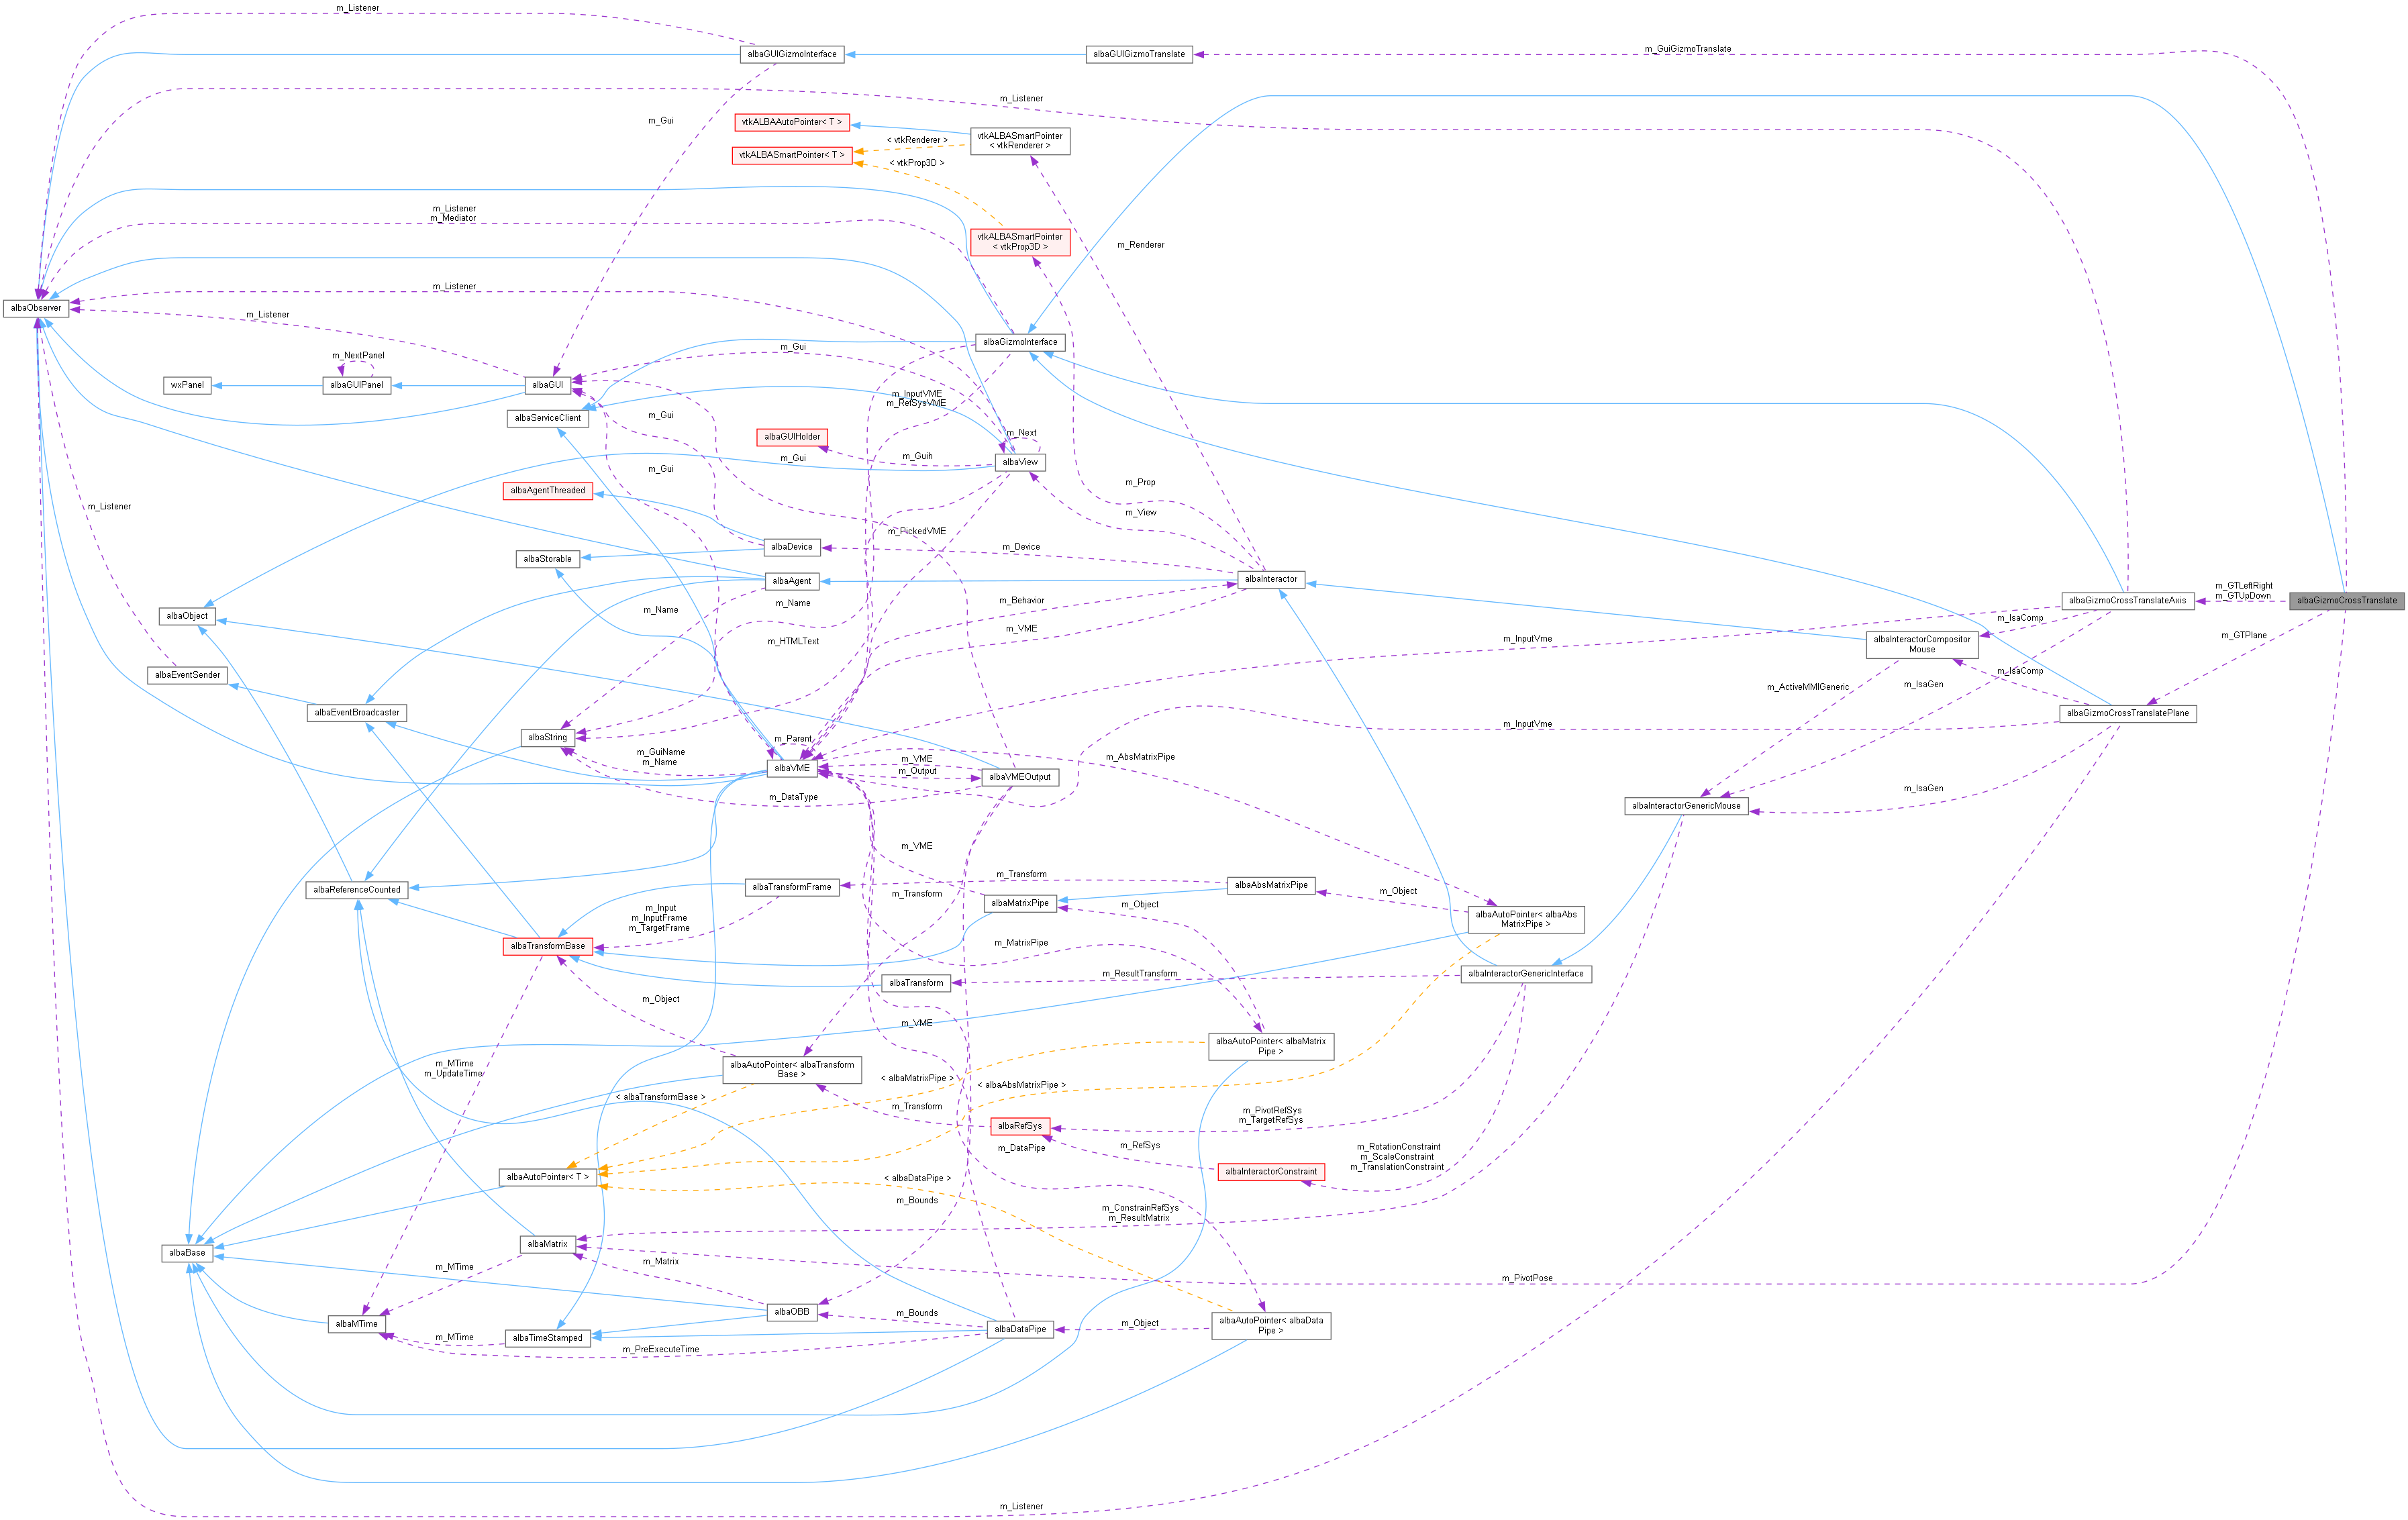 m_Listener
albaGUIGizmoInterface
albaGUIGizmoTranslate
m_GuiGizmoTranslate
m_Listener
m_Gui
vtkALBAAutoPointer< T >
vtkALBASmartPointer
< vtkRenderer >
< vtkRenderer >
vtkALBASmartPointer< T >
< vtkProp3D >
m_Listener
m_Mediator
vtkALBASmartPointer
< vtkProp3D >
m_Renderer
m_Listener
albaObserver
m_Listener
albaGizmoInterface
m_NextPanel
m_Gui
wxPanel
albaGUIPanel
albaGUI
m_InputVME
m_RefSysVME
albaServiceClient
m_Gui
albaGUIHolder
m_Next
m_Guih
m_Gui
albaView
m_Gui
albaAgentThreaded
m_Prop
m_Listener
m_View
m_PickedVME
albaDevice
m_Device
albaStorable
albaAgent
albaInteractor
m_GTLeftRight
m_GTUpDown
albaGizmoCrossTranslateAxis
albaGizmoCrossTranslate
albaObject
m_Name
m_Name
m_Behavior
m_VME
m_IsaComp
m_HTMLText
m_InputVme
albaInteractorCompositor
Mouse
m_GTPlane
albaEventSender
m_IsaComp
m_ActiveMMIGeneric
m_IsaGen
albaEventBroadcaster
albaGizmoCrossTranslatePlane
m_InputVme
albaString
m_Parent
m_GuiName
m_Name
albaVME
m_VME
m_Output
albaVMEOutput
m_AbsMatrixPipe
m_DataType
m_IsaGen
albaInteractorGenericMouse
m_VME
albaReferenceCounted
albaTransformFrame
m_Transform
m_Transform
albaAbsMatrixPipe
m_Object
albaMatrixPipe
m_Object
m_Input
m_InputFrame
m_TargetFrame
albaAutoPointer< albaAbs
MatrixPipe >
albaTransformBase
m_MatrixPipe
albaTransform
m_ResultTransform
albaInteractorGenericInterface
m_Object
m_VME
albaAutoPointer< albaMatrix
Pipe >
m_MTime
m_UpdateTime
albaAutoPointer< albaTransform
Base >
< albaMatrixPipe >
< albaAbsMatrixPipe >
< albaTransformBase >
m_Transform
albaRefSys
m_PivotRefSys
m_TargetRefSys
m_DataPipe
m_RefSys
m_RotationConstraint
m_ScaleConstraint
m_TranslationConstraint
albaAutoPointer< T >
< albaDataPipe >
albaInteractorConstraint
m_Bounds
m_ConstrainRefSys
m_ResultMatrix
albaBase
albaMatrix
m_MTime
m_Matrix
m_PivotPose
albaOBB
m_Bounds
albaMTime
m_MTime
albaTimeStamped
albaDataPipe
m_Object
albaAutoPointer< albaData
Pipe >
m_PreExecuteTime
m_Listener